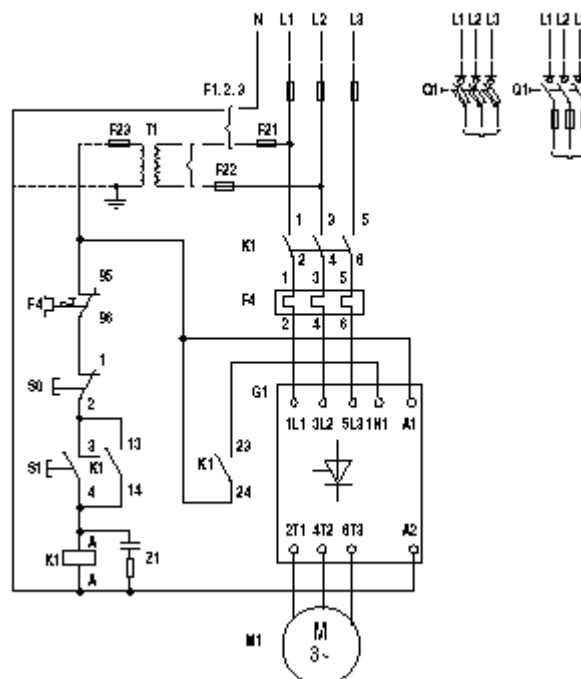 N L1 L2 L3
L1 L2 L3
L1 L2 L
F1.2.3
Q1
Q1
F23 T1 F21
F22
1 3 5
K1
2 4 6
95
1 3 5
F4
F4
96
2 4 6
1
S0
G1
2
1L1 3L2 5L3 1N1 A1
3 13
23
S1
K1
K1
4
14
24
A
2T1 4T2 6T3
A2
K1
Z1
A
M1
M
3~